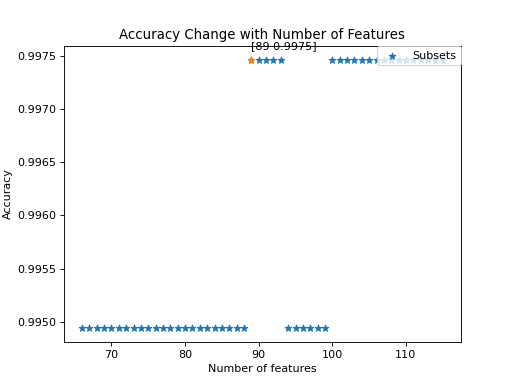 Accuracy Change with Number of Features
[89 0.9975]
Subsets
0.9975
0.9970
0.9965
0.9960
0.9955
0.9950
Accuracy
70 80 90 100 110
Number of features